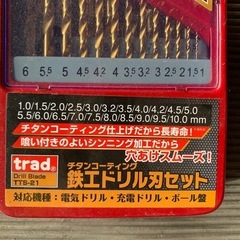 6 5.5 5 4.5 4.2 4 3.5 3.2 3 2.5 2 1.5 1
1.0/1.5/2.0/2.5/3.0/3.2/3.5/4.0/4.2/4.5/5.0
5.5/6.0/6.5/7.0/7.5/8.0/8.5/9.0/9.5/10.0 mm
チタンコーティング仕上げだから長寿命!
喰い付きのよいシンニング加工だから
穴あけスムーズ!
trad.
Drill Blade
TTS-21
チタンコーティング
鉄工ドリル刃セット
対応機種：電気ドリル・充電ドリル・ボール盤